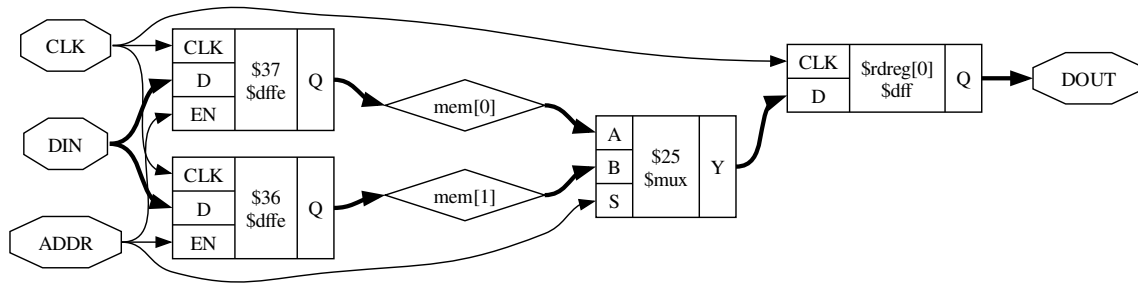 CLK
DIN
ADDR
CLK
D
EN
$37
$dffe
Q
CLK
D
EN
$36
$dffe
Q
mem[0]
mem[1]
A
B
S
$25
$mux
Y
CLK
D
$rdreg[0]
$dff
Q
DOUT